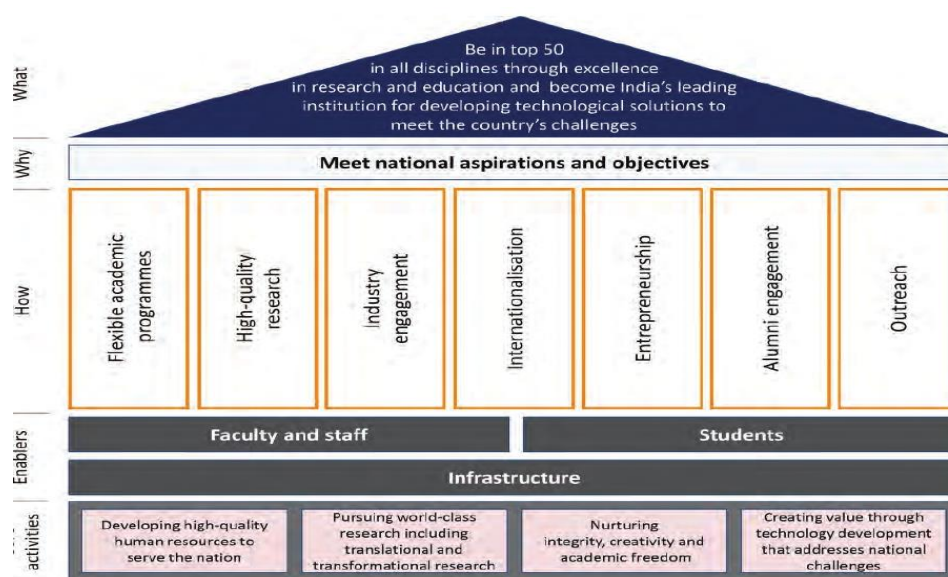 What
Be in top 50
in all disciplines through excellence
in research and education and become India's leading
institution for developing technological solutions to
meet the country's challenges
Why
Meet national aspirations and objectives
How
Flexible academic
programmes
High-quality
research
Industry
engagement
Internationalisation
Entrepreneurship
Alumni engagement
Outreach
Enablers
Faculty and staff
Students
Infrastructure
activities
Developing high-quality
human resources to
serve the nation
Pursuing world-class
research including
translational and
transformational research
Nurturing
integrity, creativity and
academic freedom
Creating value through
technology development
that addresses national
challenges